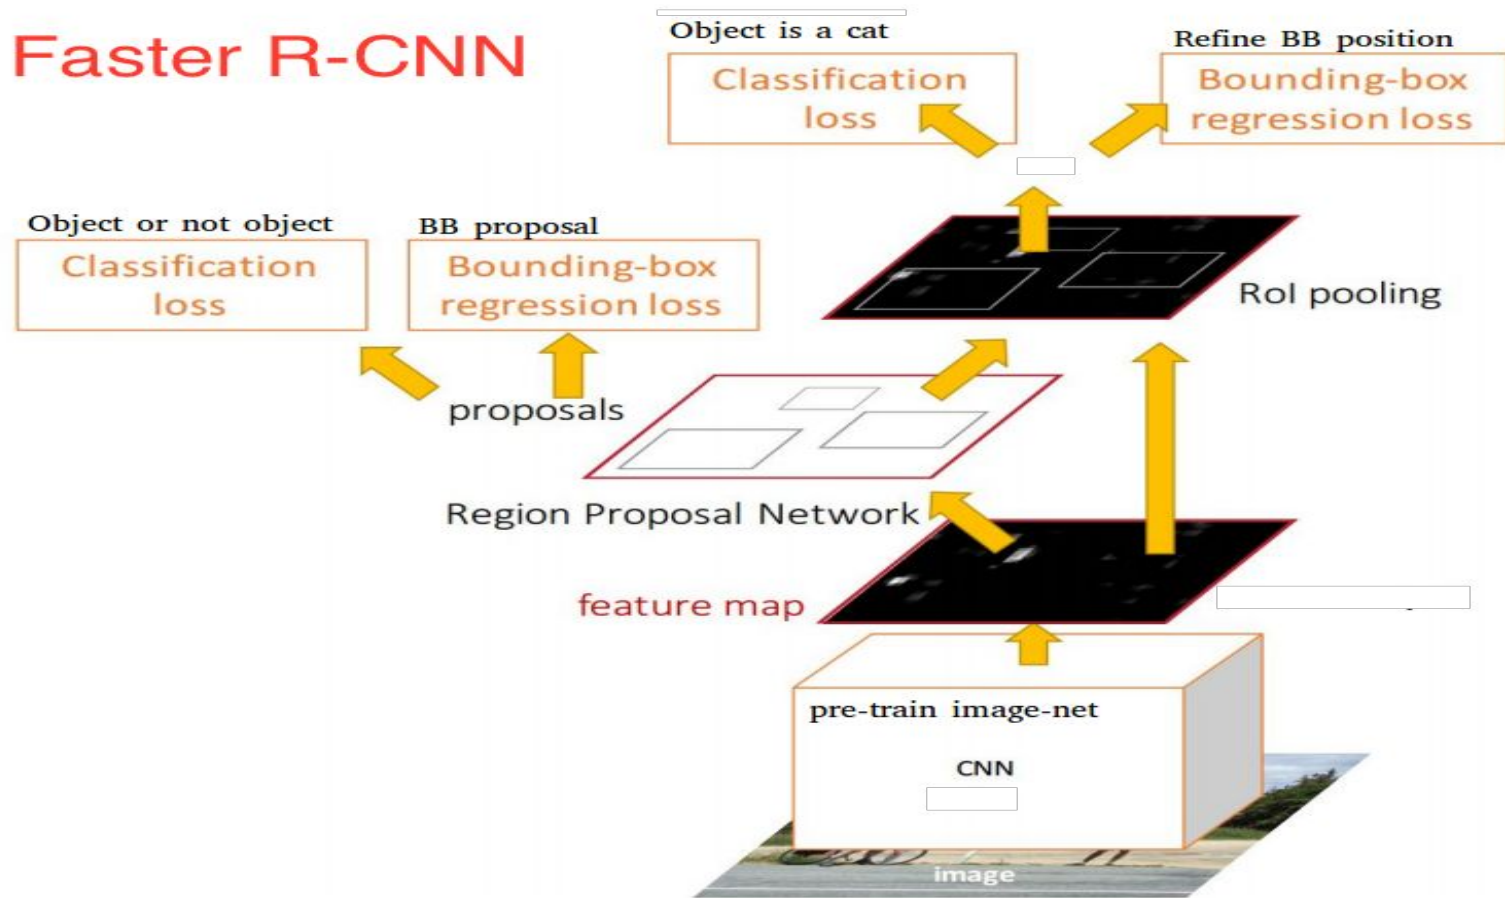 Faster R-CNN
Object is a cat
Classification
loss
Refine BB position
Bounding-box
regression loss
Object or not object
Classification
loss
BB proposal
Bounding-box
regression loss
RoI pooling
proposals
Region Proposal Network
feature map
pre-train image-net
CNN
image